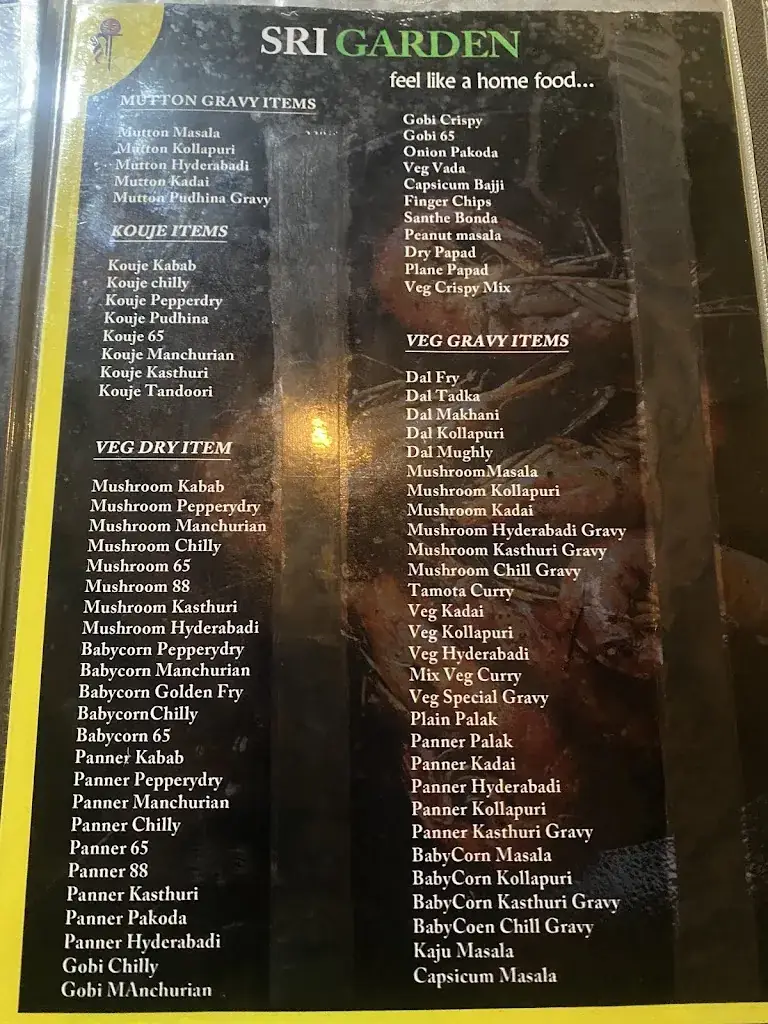 SRI GARDEN
feel like a home food...
MUTTON GRAVY ITEMS
Mutton Masala
Mutton Kollapuri
Mutton Hyderabadi
Mutton Kadai
Mutton Pudhina Gravy
KOUJE ITEMS
Kouje Kabab
Kouje chilly
Kouje Pepperdry
Kouje Pudhina
Kouje 65
Kouje Manchurian
Kouje Kasthuri
Kouje Tandoori
VEG DRY ITEM
Mushroom Kabab
Mushroom Pepperydry
Mushroom Manchurian
Mushroom Chilly
Mushroom 65
Mushroom 88
Mushroom Kasthuri
Mushroom Hyderabadi
Babycorn Pepperydry
Babycorn Manchurian
Babycorn Golden Fry
BabycornChilly
Babycorn 65
Panner Kabab
Panner Pepperydry
Panner Manchurian
Panner Chilly
Panner 65
Panner 88
Panner Kasthuri
Panner Pakoda
Panner Hyderabadi
Gobi Chilly
Gobi MAnchurian
Gobi Crispy
Gobi 65
Onion Pakoda
Veg Vada
Capsicum Bajji
Finger Chips
Santhe Bonda
Peanut masala
Dry Papad
Plane Papad
Veg Crispy Mix
VEG GRAVY ITEMS
Dal Fry
Dal Tadka
Dal Makhani
Dal Kollapuri
Dal Mughly
MushroomMasala
Mushroom Kollapuri
Mushroom Kadai
Mushroom Hyderabadi Gravy
Mushroom Kasthuri Gravy
Mushroom Chill Gravy
Tamota Curry
Veg Kadai
Veg Kollapuri
Veg Hyderabadi
Mix Veg Curry
Veg Special Gravy
Plain Palak
Panner Palak
Panner Kadai
Panner Hyderabadi
Panner Kollapuri
Panner Kasthuri Gravy
BabyCorn Masala
BabyCorn Kollapuri
BabyCorn Kasthuri Gravy
BabyCoen Chill Gravy
Kaju Masala
Capsicum Masala